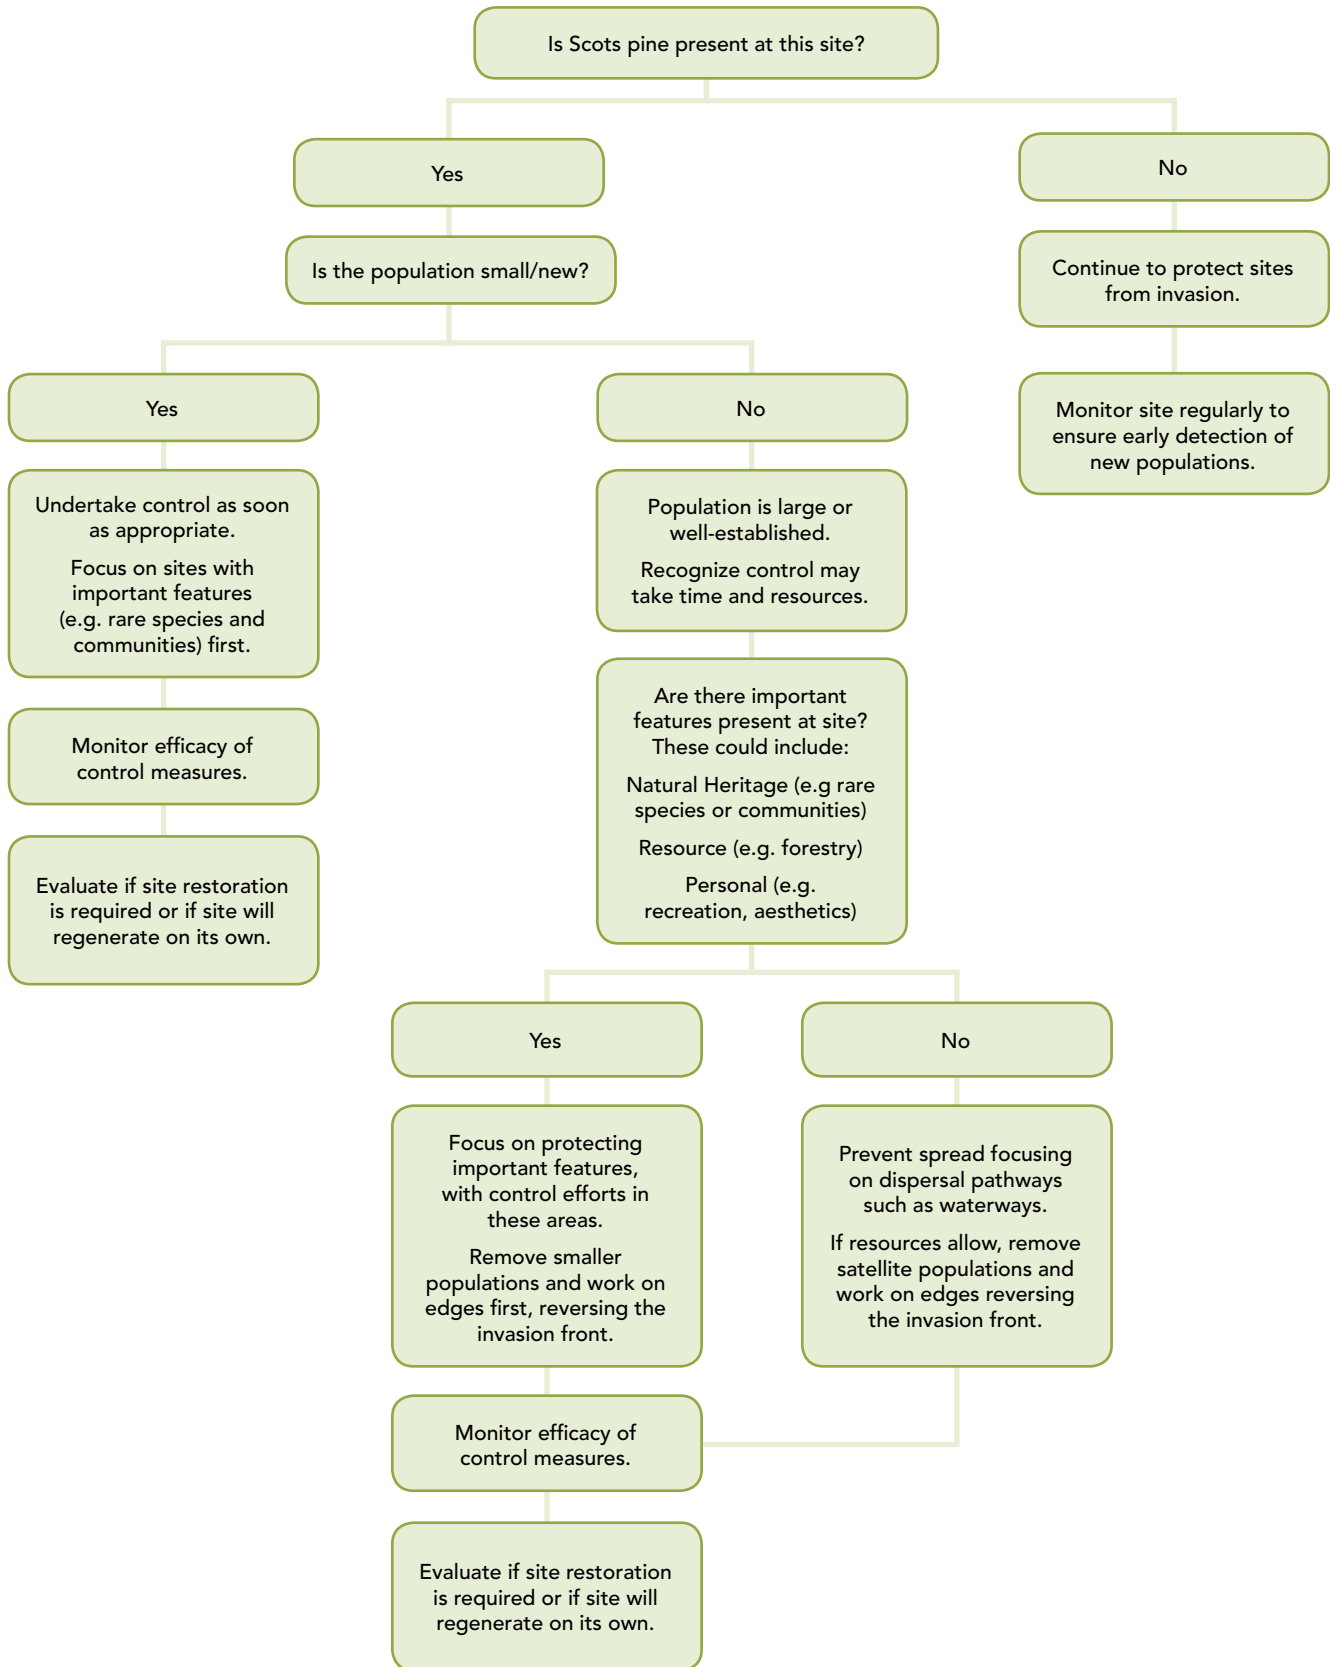 Is Scots pine present at this site?
Yes
No
Is the population small/new?
Continue to protect sites
from invasion.
Yes
No
Monitor site regularly to
ensure early detection of
new populations.
Undertake control as soon
as appropriate.
Focus on sites with
important features
(e.g. rare species and
communities) first.
Population is large or
well-established.
Recognize control may
take time and resources.
Monitor efficacy of
control measures.
Are there important
features present at site?
These could include:
Natural Heritage (e.g rare
species or communities)
Resource (e.g. forestry)
Personal (e.g.
recreation, aesthetics)
Evaluate if site restoration
is required or if site will
regenerate on its own.
Yes
No
Focus on protecting
important features,
with control efforts in
these areas.
Remove smaller
populations and work on
edges first, reversing the
invasion front.
Prevent spread focusing
on dispersal pathways
such as waterways.
If resources allow, remove
satellite populations and
work on edges reversing
the invasion front.
Monitor efficacy of
control measures.
Evaluate if site restoration
is required or if site will
regenerate on its own.